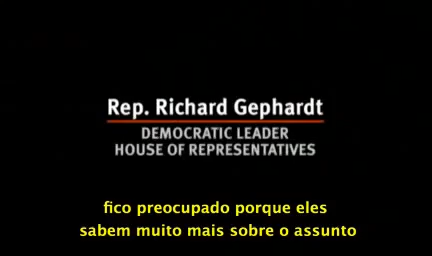 Rep. Richard Gephardt
DEMOCRATIC LEADER
HOUSE OF REPRESENTATIVES
fico preocupado porque eles
sabem muito mais sobre o assunto